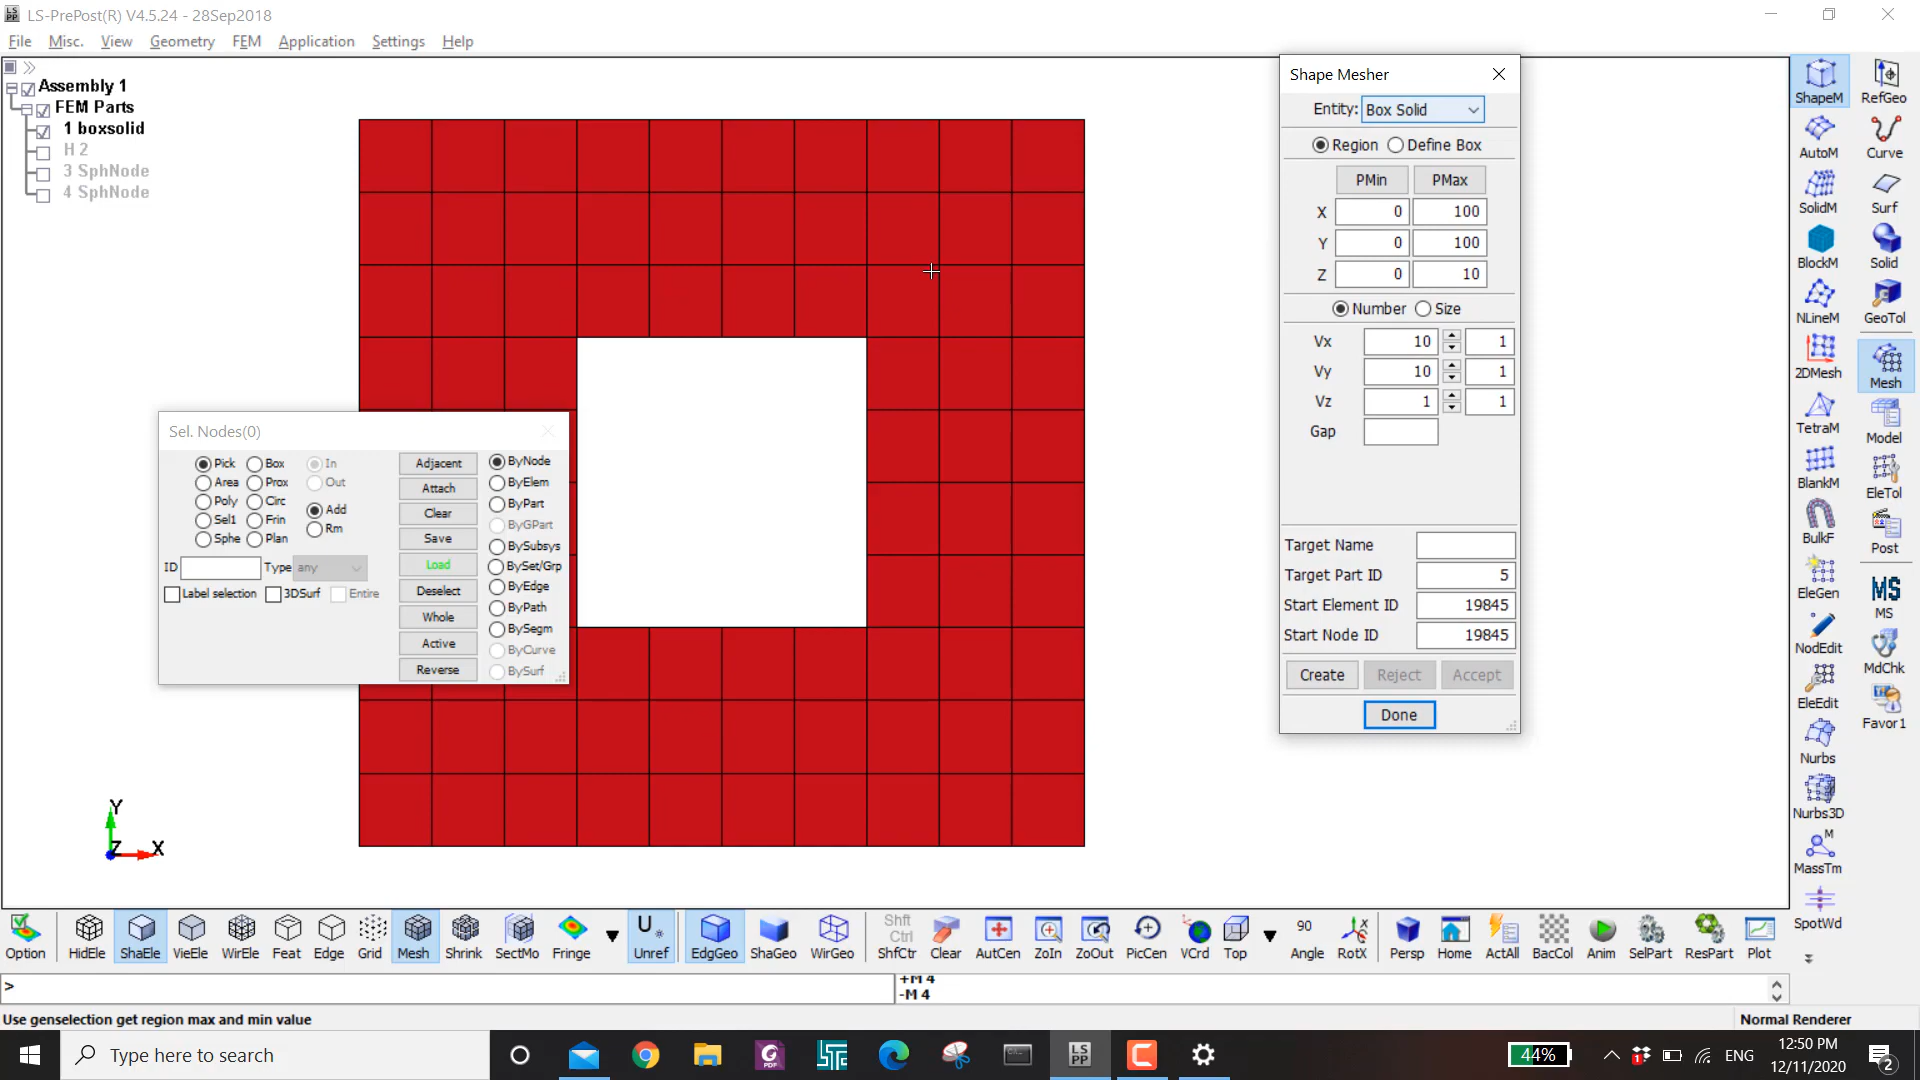 LS-PrePost(R) V4.5.24 - 28Sep2018
File Misc. View Geometry FEM Application Settings Help
Assembly 1
FEM Parts
1 boxsolid
H 2
3 SphNode
4 SphNode
Sel. Nodes(0)
Pick Box In Adjacent ByNode
Area Prox Out Attach ByElem
Poly Circ Add Clear ByPart
Sel1 Frin Rm Save ByGPart
Sphe Plan Load BySubsys
ID Type any Deselect BySet/Grp
Label selection 3DSurf Entire Whole ByEdge
Active ByPath
Reverse BySegm
ByCurve
BySurf
Y
Z X
Shape Mesher
Entity: Box Solid
Region Define Box
PMin PMax
X 0 100
Y 0 100
Z 0 10
Number Size
Vx 10 1
Vy 10 1
Vz 1 1
Gap
Target Name
Target Part ID 5
Start Element ID 19845
Start Node ID 19845
Create Reject Accept
Done
ShapeM RefGeo
AutoM Curve
SolidM Surf
BlockM Solid
NLineM GeoTol
2DMesh Mesh
TetraM Model
BlankM EleTol
BulkF Post
EleGen MS
MS
NodEdit MdChk
EleEdit Favor1
Nurbs
Nurbs3D
M
MassTm
SpotWd
U Shft Ctrl 90
Option HidEle ShaEle VieEle WirEle Feat Edge Grid Mesh Shrink SectMo Fringe Unref EdgGeo ShaGeo WirGeo ShfCtr Clear AutCen ZoIn ZoOut PicCen VCrd Top Angle RotX Persp Home ActAll BacCol Anim SelPart ResPart Plot
> +M 4
-M 4
Use genselection get region max and min value Normal Renderer
Type here to search
PDF
LS PP
44%
1
ENG
12:50 PM
12/11/2020
2